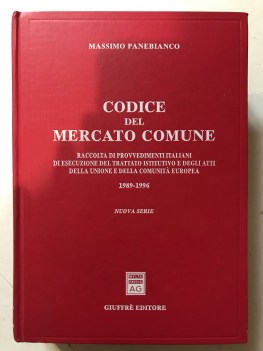 MASSIMO PANEBIANCO
CODICE
DEL
MERCATO COMUNE
RACCOLTA DI PROVVEDIMENTI ITALIANI
DI ESECUZIONE DEL TRATTATO ISTITUTIVO E DEGLI ATTI
DELLA UNIONE E DELLA COMUNITÀ EUROPEA
1989-1996
NUOVA SERIE
AG
GIUFFRÈ EDITORE